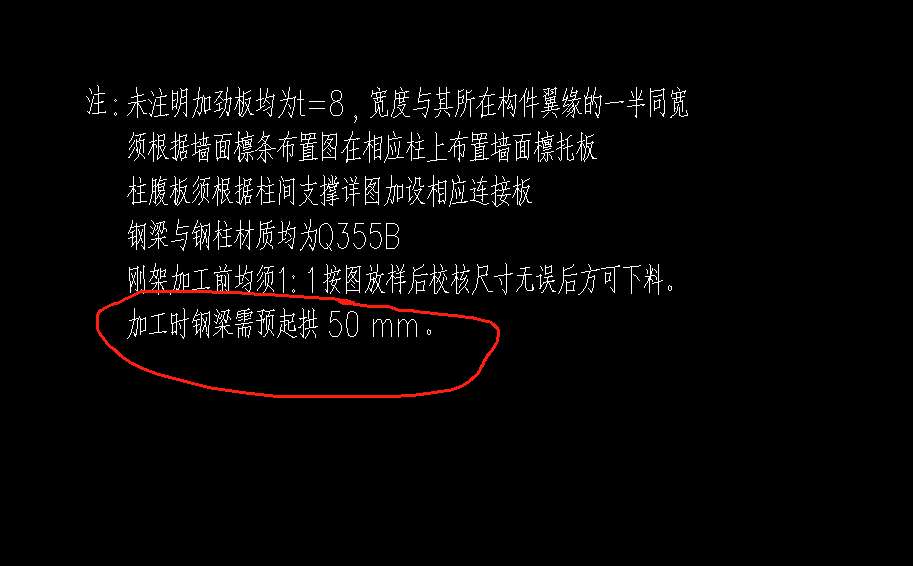 注:未注明加劲板均为t=8,宽度与其所在构件翼缘的一半同宽
须根据墙面檩条布置图在相应柱上布置墙面檩托板
柱腹板须根据柱间支撑详图加设相应连接板
钢梁与钢柱材质均为Q355B
刚架加工前均须1:1按图放样后校核尺寸无误后方可下料。
加工时钢梁需预起拱 50 mm。